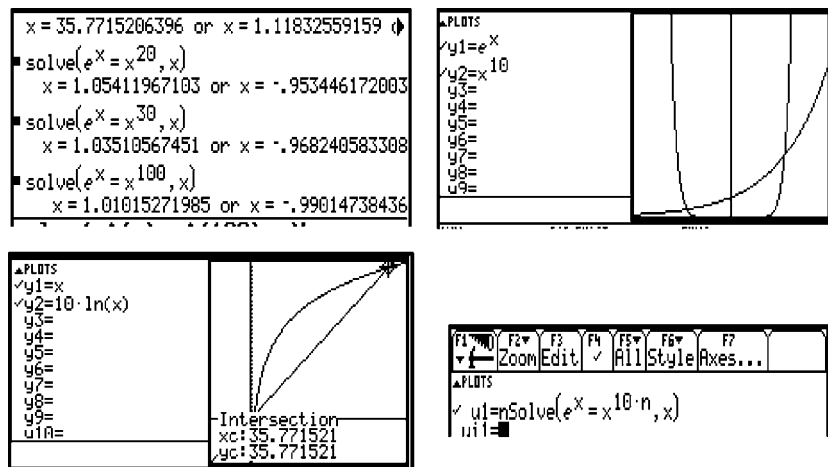 x = 35.7715206396 or x = 1.11832559159
solve(e^x = x^20, x)
x = 1.05411967103 or x = -.953446172003
solve(e^x = x^30, x)
x = 1.03510567451 or x = -.968240583308
solve(e^x = x^100, x)
x = 1.01015271985 or x = -.99014738436
▲PLOTS
✓y1=e^x
✓y2=x^10
y3=
y4=
y5=
y6=
y7=
y8=
y9=
▲PLOTS
✓y1=x
✓y2=10·ln(x)
y3=
y4=
y5=
y6=
y7=
y8=
y9=
y10=
Intersection
xc:35.771521
yc:35.771521
F1 F2▼ F3 F4 F5▼ F6▼ F7
Zoom Edit ✓ All Style Axes...
▲PLOTS
✓ u1=nSolve(e^x = x^10·n, x)
ui1=